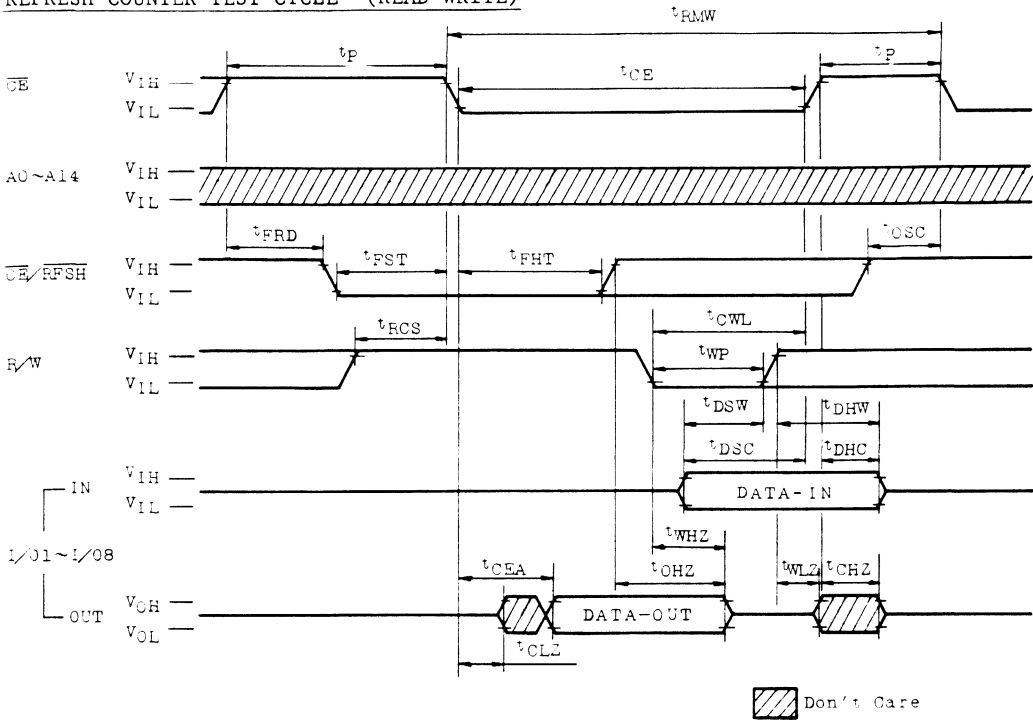 REFRESH COUNTER TEST CYCLE (READ WRITE)
tRMW
tP
tCE
tP
CE
VIH
VIL
A0~A14
VIH
VIL
tFRD
tFST
tFHT
tOSC
OE/RFSH
VIH
VIL
tRCS
tCWL
R/W
VIH
VIL
tWP
tDSW
tDHW
tDSC
tDHC
IN
VIH
VIL
DATA-IN
I/O1~I/O8
tWHZ
tCEA
tOHZ
tWLZ
tCHZ
OUT
VOH
VOL
DATA-OUT
tCLZ
Don't Care